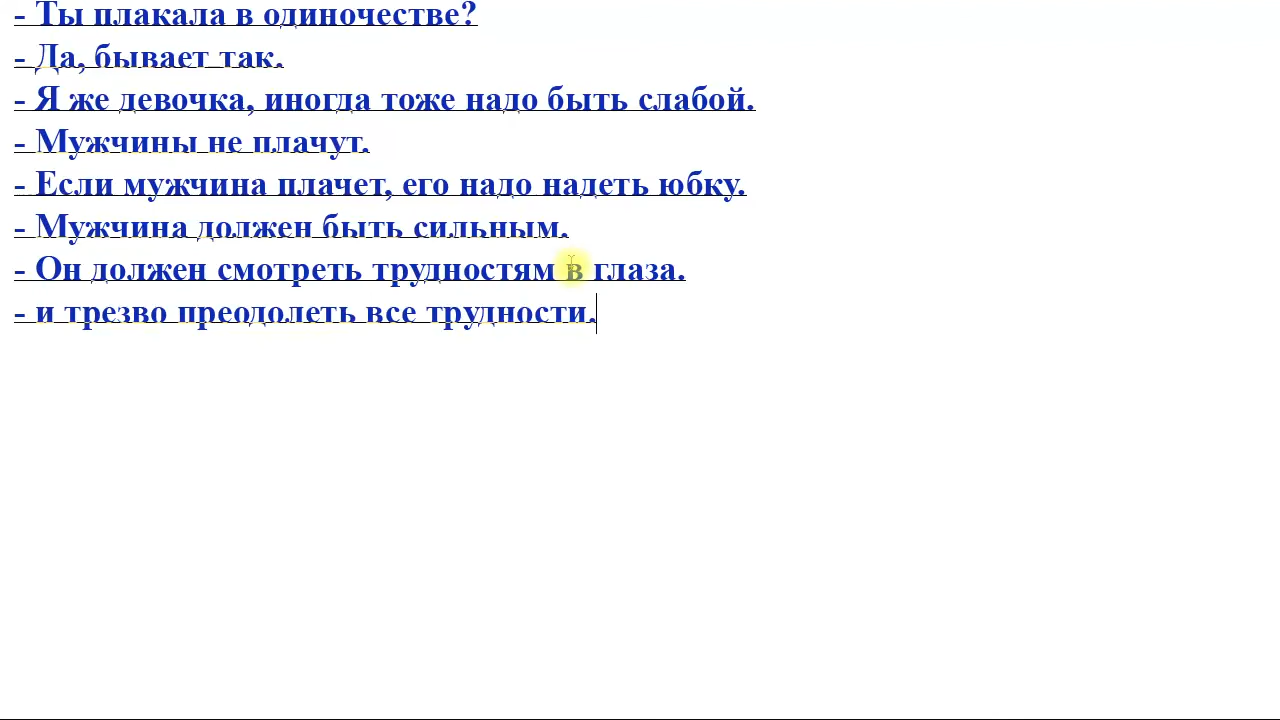 - Ты плакала в одиночестве?
- Да, бывает так.
- Я же девочка, иногда тоже надо быть слабой.
- Мужчины не плачут.
- Если мужчина плачет, его надо надеть юбку.
- Мужчина должен быть сильным.
- Он должен смотреть трудностям в глаза.
- и трезво преодолеть все трудности.